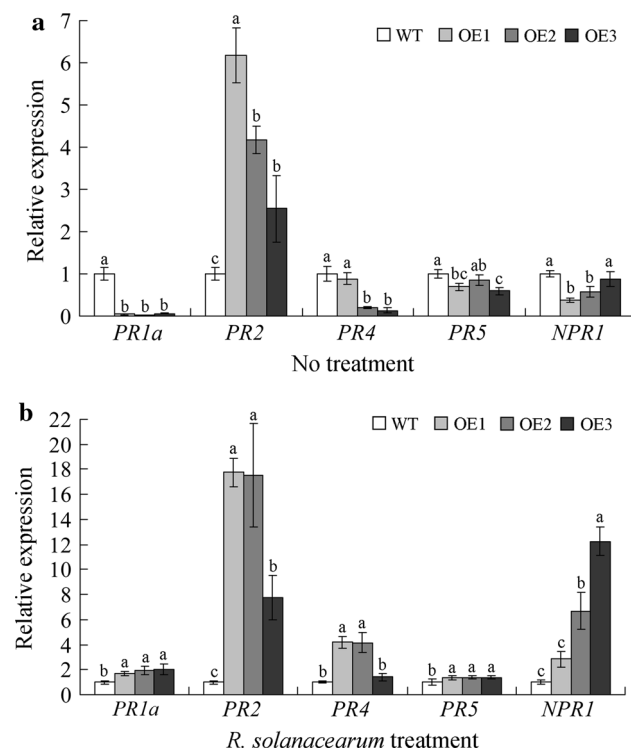 a
WT OE1 OE2 OE3
Relative expression
7
6
5
4
3
2
1
0
a b b b
c a b b
a a b b
a bc ab c
a b b a
PR1a PR2 PR4 PR5 NPR1
No treatment
b
WT OE1 OE2 OE3
Relative expression
22
20
18
16
14
12
10
8
6
4
2
0
b a a a
c a a b
b a a b
b a a a
c c b a
PR1a PR2 PR4 PR5 NPR1
R. solanacearum treatment